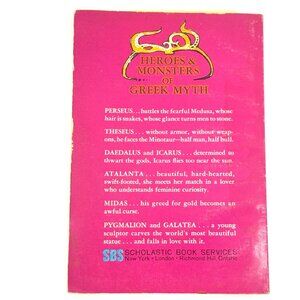 HEROES &
MONSTERS
OF
GREEK MYTH
PERSEUS . . . battles the fearful Medusa, whose
hair is snakes, whose glance turns men to stone.
THESEUS . . . without armor, without weap-
ons, he faces the Minotaur—half man, half bull.
DAEDALUS and ICARUS . . . determined to
thwart the gods, Icarus flies too near the sun.
ATALANTA . . . beautiful, hard-hearted,
swift-footed, she meets her match in a lover
who understands feminine curiosity.
MIDAS . . . his greed for gold becomes an
awful curse.
PYGMALION and GALATEA . . . a young
sculptor carves the world's most beautiful
statue . . . and falls in love with it.
SBS SCHOLASTIC BOOK SERVICES
New York • London • Richmond Hill, Ontario